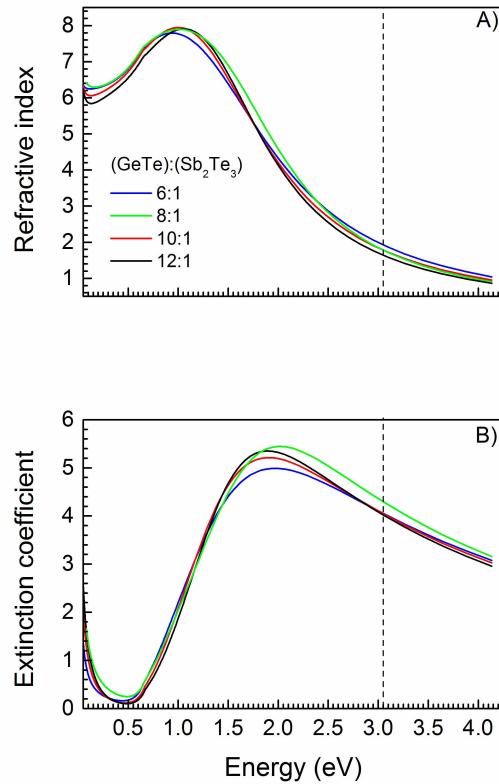 A)
8
7
6
5
4
3
2
1
Refractive index
(GeTe):(Sb₂Te₃)
6:1
8:1
10:1
12:1
B)
6
5
4
3
2
1
0
Extinction coefficient
0.5 1.0 1.5 2.0 2.5 3.0 3.5 4.0
Energy (eV)